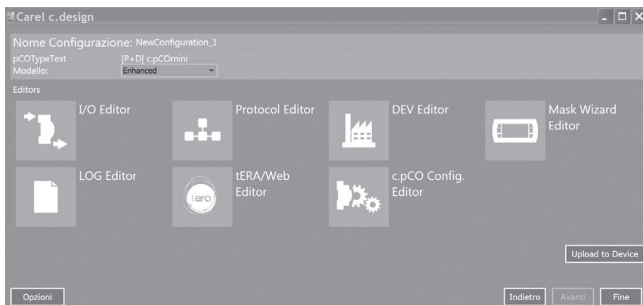 Carel c.design
Nome Configurazione: NewConfiguration_1
pCOTypeText |P+D| c.pCOmini
Modello: Enhanced
Editors
I/O Editor
Protocol Editor
DEV Editor
Mask Wizard
Editor
LOG Editor
tERA/Web
Editor
tera
c.pCO Config.
Editor
Upload to Device
Opzioni
Indietro
Avanti
Fine